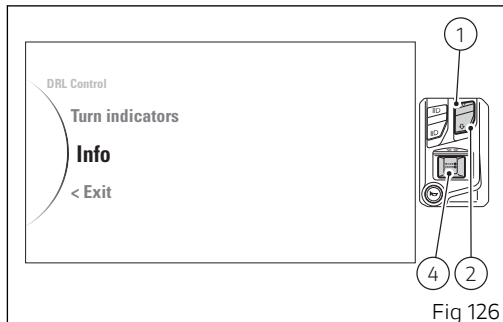 1
DRL Control
Turn indicators
Info
< Exit
4
2
Fig 126